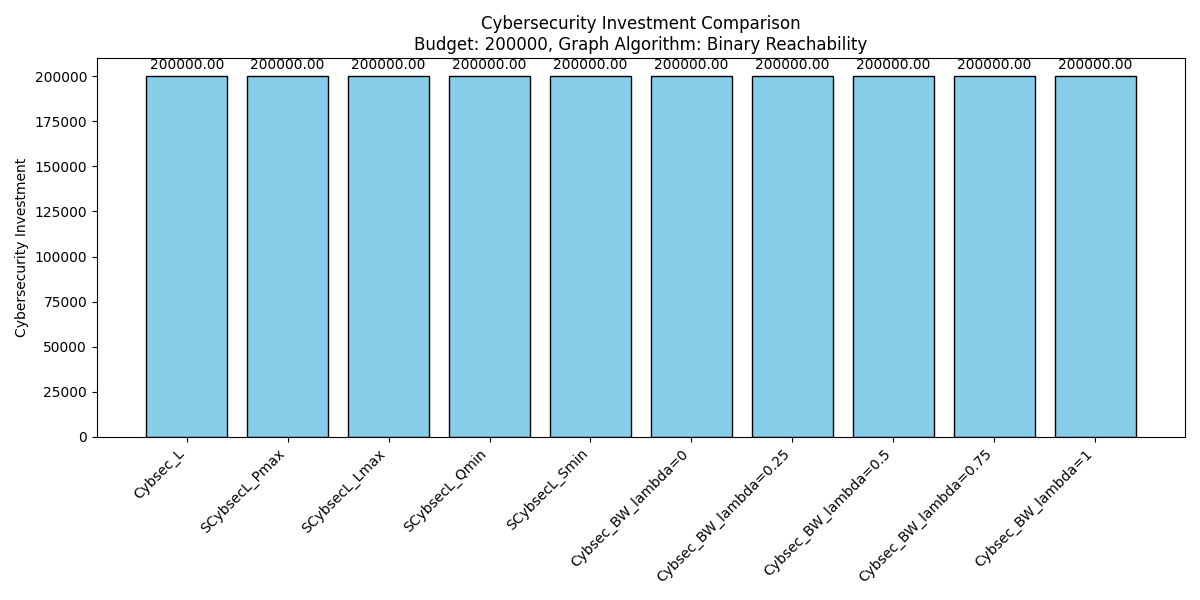 Cybersecurity Investment Comparison
Budget: 200000, Graph Algorithm: Binary Reachability
200000.00 200000.00 200000.00 200000.00 200000.00 200000.00 200000.00 200000.00 200000.00 200000.00
Cybersecurity Investment
200000
175000
150000
125000
100000
75000
50000
25000
0
Cybsec_L
SCybsecL_Pmax
SCybsecL_Lmax
SCybsecL_Qmin
SCybsecL_Smin
Cybsec_BW_lambda=0
Cybsec_BW_lambda=0.25
Cybsec_BW_lambda=0.5
Cybsec_BW_lambda=0.75
Cybsec_BW_lambda=1